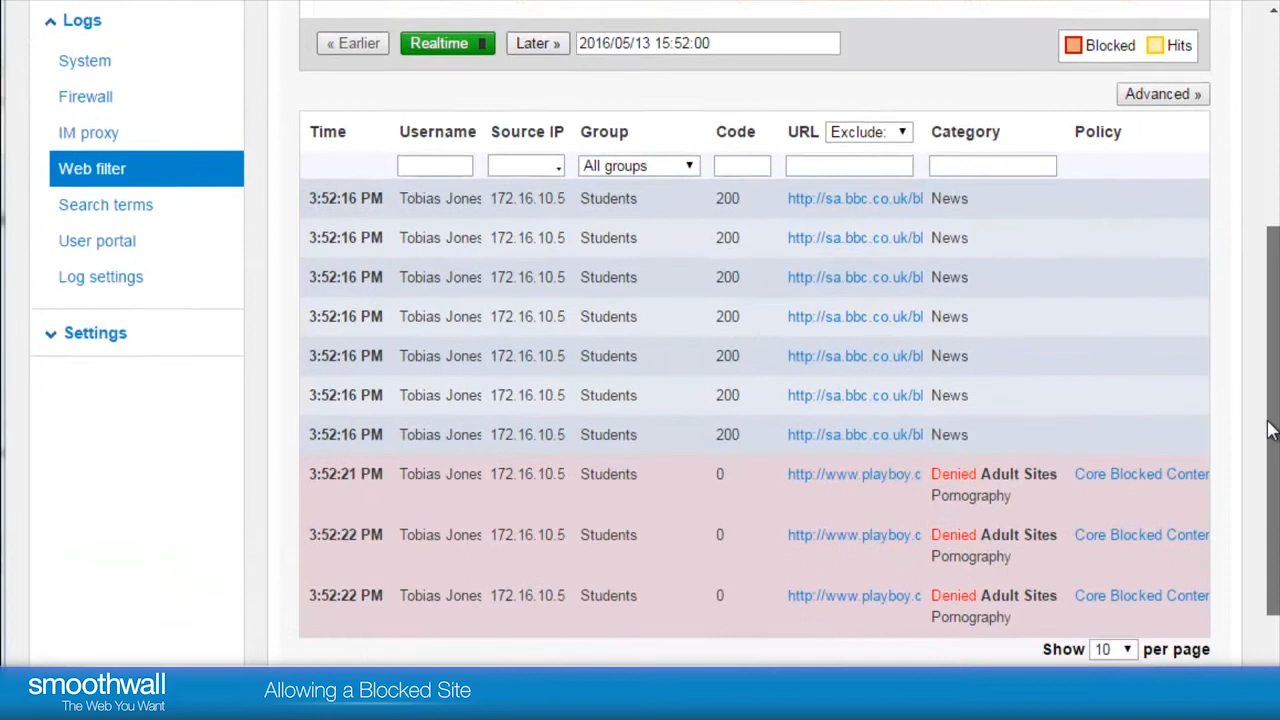 Logs
System
Firewall
IM proxy
Web filter
Search terms
User portal
Log settings
Settings
« Earlier Realtime Later » 2016/05/13 15:52:00 Blocked Hits
Advanced »
Time Username Source IP Group Code URL Exclude: Category Policy
All groups
3:52:16 PM Tobias Jones 172.16.10.5 Students 200 http://sa.bbc.co.uk/bl News
3:52:16 PM Tobias Jones 172.16.10.5 Students 200 http://sa.bbc.co.uk/bl News
3:52:16 PM Tobias Jones 172.16.10.5 Students 200 http://sa.bbc.co.uk/bl News
3:52:16 PM Tobias Jones 172.16.10.5 Students 200 http://sa.bbc.co.uk/bl News
3:52:16 PM Tobias Jones 172.16.10.5 Students 200 http://sa.bbc.co.uk/bl News
3:52:16 PM Tobias Jones 172.16.10.5 Students 200 http://sa.bbc.co.uk/bl News
3:52:16 PM Tobias Jones 172.16.10.5 Students 200 http://sa.bbc.co.uk/bl News
3:52:21 PM Tobias Jones 172.16.10.5 Students 0 http://www.playboy.c Denied Adult Sites Core Blocked Conter
Pornography
3:52:22 PM Tobias Jones 172.16.10.5 Students 0 http://www.playboy.c Denied Adult Sites Core Blocked Conter
Pornography
3:52:22 PM Tobias Jones 172.16.10.5 Students 0 http://www.playboy.c Denied Adult Sites Core Blocked Conter
Pornography
Show 10 per page
smoothwall
The Web You Want
Allowing a Blocked Site